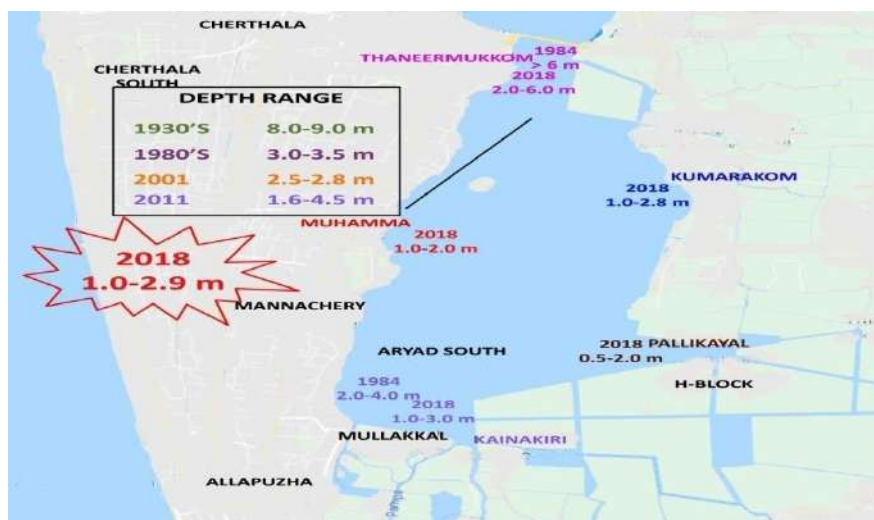 CHERTHALA
THANEERMUKKOM
1984
> 6 m
2018
2.0-6.0 m
CHERTHALA
SOUTH
DEPTH RANGE
1930'S 8.0-9.0 m
1980'S 3.0-3.5 m
2001 2.5-2.8 m
2011 1.6-4.5 m
KUMARAKOM
2018
1.0-2.8 m
MUHAMMA
2018
1.0-2.0 m
2018
1.0-2.9 m
MANNACHERY
ARYAD SOUTH
2018 PALLIKAYAL
0.5-2.0 m
H-BLOCK
1984
2.0-4.0 m
2018
1.0-3.0 m
MULLAKKAL
KAINAKIRI
ALLAPUZHA
Pampa